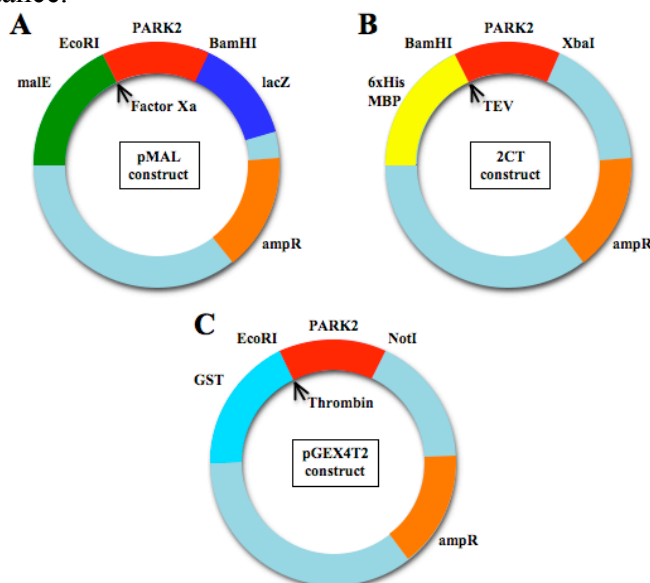 A
PARK2
EcoRI
BamHI
malE
lacZ
Factor Xa
pMAL
construct
ampR
B
PARK2
BamHI
XbaI
6xHis
MBP
TEV
2CT
construct
ampR
C
PARK2
EcoRI
NotI
GST
Thrombin
pGEX4T2
construct
ampR